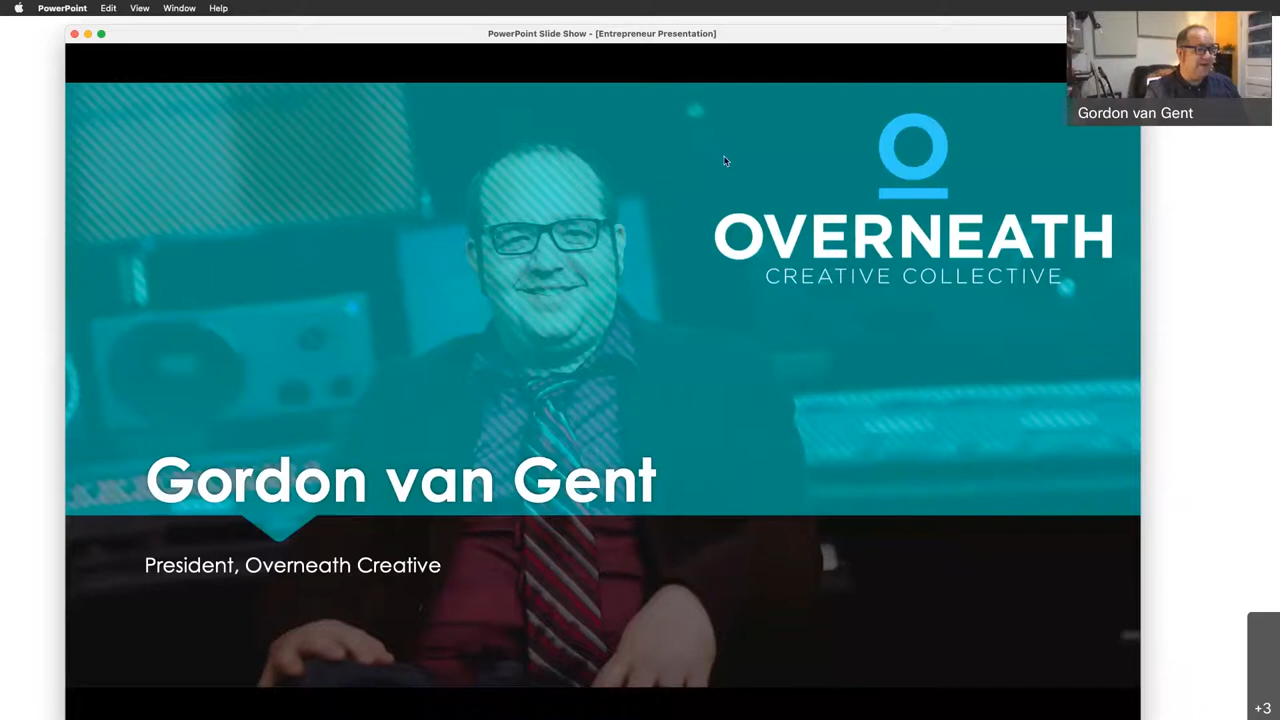 PowerPoint Edit View Window Help
PowerPoint Slide Show - [Entrepreneur Presentation]
Gordon van Gent
OVERNEATH
CREATIVE COLLECTIVE
Gordon van Gent
President, Overneath Creative
+3